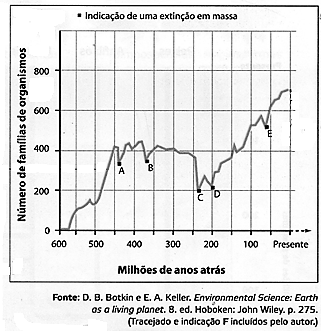 ■ Indicação de uma extinção em massa
Número de famílias de organismos
800
600
400
200
0
A
B
C
D
E
600
500
400
300
200
100
Presente
Milhões de anos atrás
Fonte: D. B. Botkin e E. A. Keller. Environmental Science: Earth
as a living planet. 8. ed. Hoboken: John Wiley. p. 275.
(Tracejado e indicação F incluídos pelo autor.)